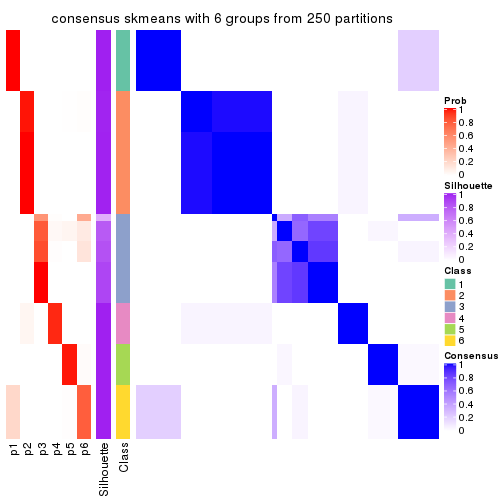 consensus skmeans with 6 groups from 250 partitions
Prob
1
0.8
0.6
0.4
0.2
0
Silhouette
1
0.8
0.6
0.4
0.2
0
Class
1
2
3
4
5
6
Consensus
1
0.8
0.6
0.4
0.2
0
p1
p2
p3
p4
p5
p6
Silhouette
Class